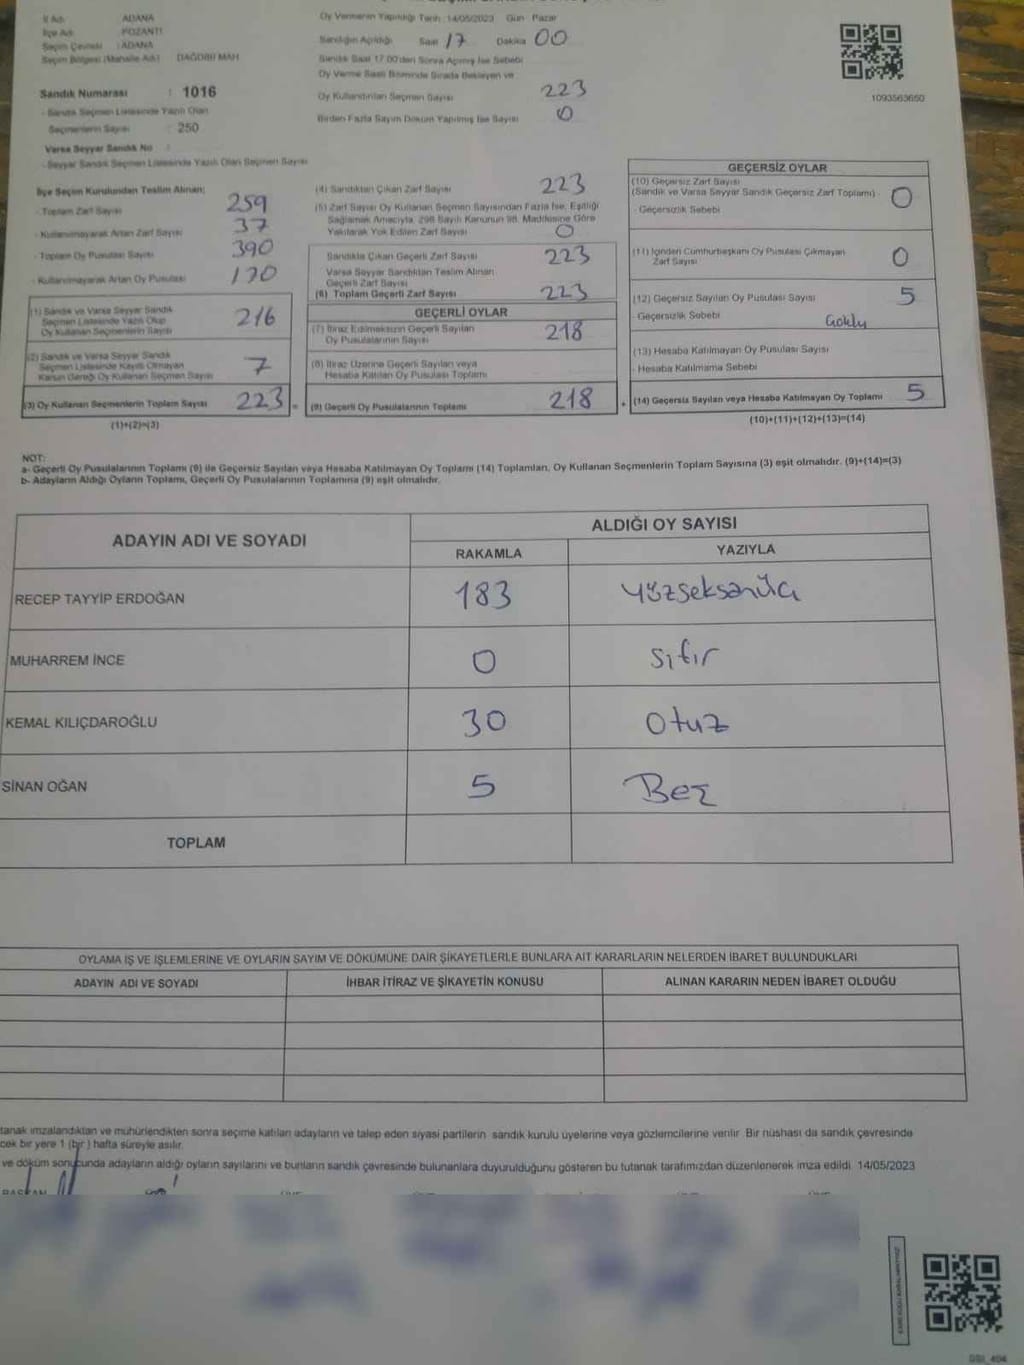 İl Adı : ADANA
İlçe Adı : POZANTI
Seçim Çevresi : ADANA
Seçim Bölgesi (Mahalle Adı) DAĞDİBİ MAH.
Sandık Numarası : 1016
- Sandık Seçmen Listesinde Yazılı Olan
Seçmenlerin Sayısı : 250
Varsa Seyyar Sandık No :
- Seyyar Sandık Seçmen Listesinde Yazılı Olan Seçmen Sayısı
Oy Vermenin Yapıldığı Tarih : 14/05/2023 Gün : Pazar
Sandığın Açıldığı Saat 17 Dakika 00
Sandık Saat 17.00'den Sonra Açılmış İse Sebebi
Oy Verme Saati Bitiminde Sırada Bekleyen ve
Oy Kullandırılan Seçmen Sayısı 223
Birden Fazla Sayım Döküm Yapılmış İse Sayısı 0
1093563650
İlçe Seçim Kurulundan Teslim Alınan;
- Toplam Zarf Sayısı 259
- Kullanılmayarak Artan Zarf Sayısı 37
- Toplam Oy Pusulası Sayısı 390
- Kullanılmayarak Artan Oy Pusulası 170
(1) Sandık ve Varsa Seyyar Sandık
Seçmen Listesinde Yazılı Olup
Oy Kullanan Seçmenlerin Sayısı 216
(2) Sandık ve Varsa Seyyar Sandık
Seçmen Listesinde Kayıtlı Olmayan
Kanun Gereği Oy Kullanan Seçmen Sayısı 7
(3) Oy Kullanan Seçmenlerin Toplam Sayısı 223 =
(1)+(2)=(3)
(4) Sandıktan Çıkan Zarf Sayısı 223
(5) Zarf Sayısı Oy Kullanan Seçmen Sayısından Fazla İse, Eşitliği
Sağlamak Amacıyla, 298 Sayılı Kanunun 98. Maddesine Göre
Yakılarak Yok Edilen Zarf Sayısı 0
Sandıkta Çıkan Geçerli Zarf Sayısı 223
Varsa Seyyar Sandıktan Teslim Alınan
Geçerli Zarf Sayısı
(6) Toplam Geçerli Zarf Sayısı 223
GEÇERLİ OYLAR
(7) İtiraz Edilmeksizin Geçerli Sayılan
Oy Pusulalarının Sayısı 218
(8) İtiraz Üzerine Geçerli Sayılan veya
Hesaba Katılan Oy Pusulası Toplamı
(9) Geçerli Oy Pusulalarının Toplamı 218 +
GEÇERSİZ OYLAR
(10) Geçersiz Zarf Sayısı
(Sandık ve Varsa Seyyar Sandık Geçersiz Zarf Toplamı) 0
- Geçersizlik Sebebi
(11) İçinden Cumhurbaşkanı Oy Pusulası Çıkmayan
Zarf Sayısı 0
(12) Geçersiz Sayılan Oy Pusulası Sayısı 5
- Geçersizlik Sebebi
(13) Hesaba Katılmayan Oy Pusulası Sayısı
- Hesaba Katılmama Sebebi
(14) Geçersiz Sayılan veya Hesaba Katılmayan Oy Toplamı 5
(10)+(11)+(12)+(13)=(14)
NOT:
a- Geçerli Oy Pusulalarının Toplamı (9) ile Geçersiz Sayılan veya Hesaba Katılmayan Oy Toplamı (14) Toplamları, Oy Kullanan Seçmenlerin Toplam Sayısına (3) eşit olmalıdır. (9)+(14)=(3)
b- Adayların Aldığı Oyların Toplamı, Geçerli Oy Pusulalarının Toplamına (9) eşit olmalıdır.
ADAYIN ADI VE SOYADI
ALDIĞI OY SAYISI
RAKAMLA YAZIYLA
RECEP TAYYİP ERDOĞAN 183 Yüzseksenüç
MUHARREM İNCE 0 Sıfır
KEMAL KILIÇDAROĞLU 30 Otuz
SİNAN OĞAN 5 Beş
TOPLAM
OYLAMA İŞ VE İŞLEMLERİNE VE OYLARIN SAYIM VE DÖKÜMÜNE DAİR ŞİKAYETLERLE BUNLARA AİT KARARLARIN NELERDEN İBARET BULUNDUKLARI
ADAYIN ADI VE SOYADI İHBAR İTİRAZ VE ŞİKAYETİN KONUSU ALINAN KARARIN NEDEN İBARET OLDUĞU
tanak imzalandıktan ve mühürlendikten sonra seçime katılan adayların ve talep eden siyasi partilerin sandık kurulu üyelerine veya gözlemcilerine verilir. Bir nüshası da sandık çevresinde
cek bir yere 1 (bir) hafta süreyle asılır.
ve döküm sonucunda adayların aldığı oyların sayılarını ve bunların sandık çevresinde bulunanlara duyurulduğunu gösteren bu tutanak tarafımızdan düzenlenerek imza edildi. 14/05/2023
BAŞKAN